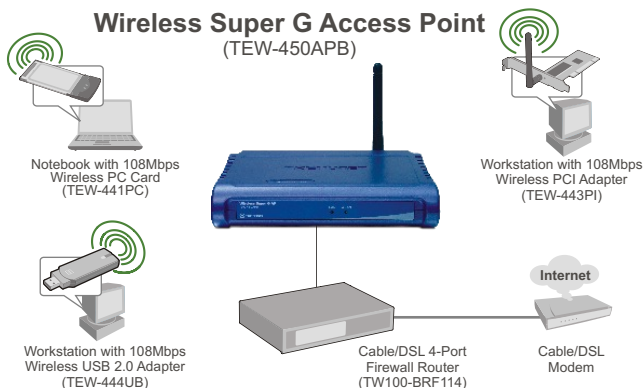 Wireless Super G Access Point
(TEW-450APB)
Notebook with 108Mbps
Wireless PC Card
(TEW-441PC)
Workstation with 108Mbps
Wireless PCI Adapter
(TEW-443PI)
Workstation with 108Mbps
Wireless USB 2.0 Adapter
(TEW-444UB)
Cable/DSL 4-Port
Firewall Router
(TW100-BRF114)
Internet
Cable/DSL
Modem